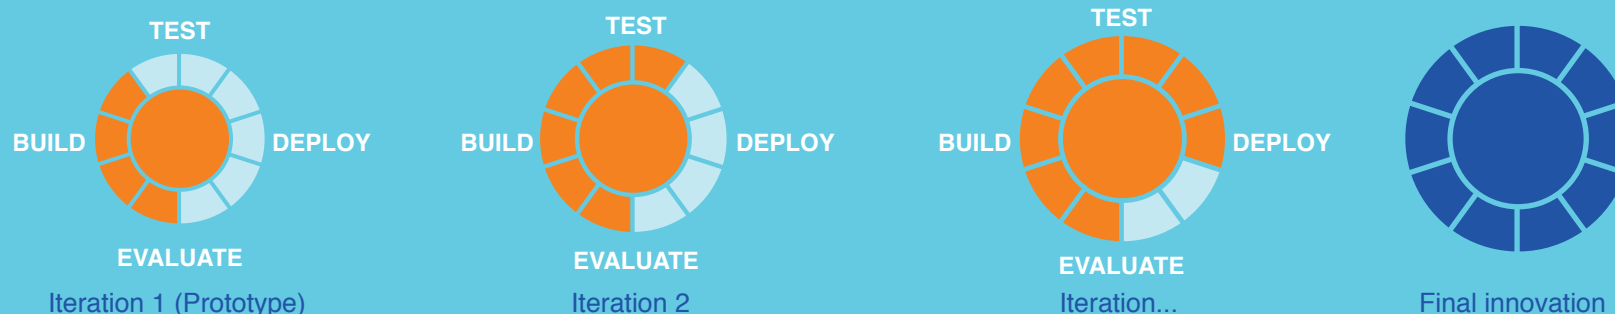 TEST
BUILD
DEPLOY
EVALUATE
Iteration 1 (Prototype)
TEST
BUILD
DEPLOY
EVALUATE
Iteration 2
TEST
BUILD
DEPLOY
EVALUATE
Iteration...
Final innovation